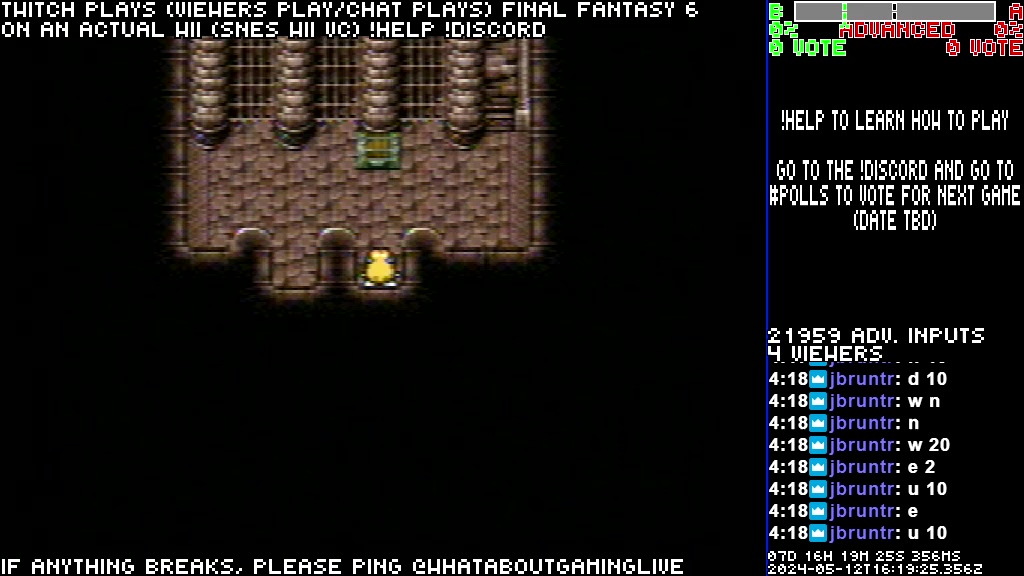 TWITCH PLAYS (VIEWERS PLAY/CHAT PLAYS) FINAL FANTASY 6
ON AN ACTUAL WII (SNES WII VC) !HELP !DISCORD
B A
0% ADVANCED 0%
0 VOTE 0 VOTE
!HELP TO LEARN HOW TO PLAY
GO TO THE !DISCORD AND GO TO
#POLLS TO VOTE FOR NEXT GAME
(DATE TBD)
21959 ADV. INPUTS
4 VIEWERS
4:18 jbruntr: d 10
4:18 jbruntr: w n
4:18 jbruntr: n
4:18 jbruntr: w 20
4:18 jbruntr: e 2
4:18 jbruntr: u 10
4:18 jbruntr: e
4:18 jbruntr: u 10
07D 16H 19M 25S 356MS
2024-05-12T16:19:25.356Z
IF ANYTHING BREAKS, PLEASE PING @WHATABOUTGAMINGLIVE